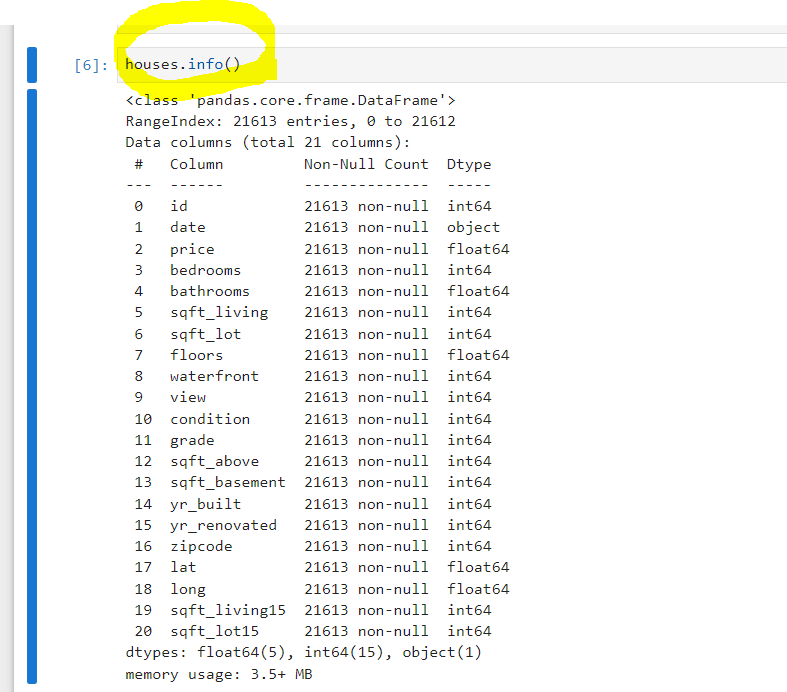 [6]: houses.info()
<class 'pandas.core.frame.DataFrame'>
RangeIndex: 21613 entries, 0 to 21612
Data columns (total 21 columns):
 #   Column         Non-Null Count  Dtype
---  ------         --------------  -----
 0   id             21613 non-null  int64
 1   date           21613 non-null  object
 2   price          21613 non-null  float64
 3   bedrooms       21613 non-null  int64
 4   bathrooms      21613 non-null  float64
 5   sqft_living    21613 non-null  int64
 6   sqft_lot       21613 non-null  int64
 7   floors         21613 non-null  float64
 8   waterfront     21613 non-null  int64
 9   view           21613 non-null  int64
 10  condition      21613 non-null  int64
 11  grade          21613 non-null  int64
 12  sqft_above     21613 non-null  int64
 13  sqft_basement  21613 non-null  int64
 14  yr_built       21613 non-null  int64
 15  yr_renovated   21613 non-null  int64
 16  zipcode        21613 non-null  int64
 17  lat            21613 non-null  float64
 18  long           21613 non-null  float64
 19  sqft_living15  21613 non-null  int64
 20  sqft_lot15     21613 non-null  int64
dtypes: float64(5), int64(15), object(1)
memory usage: 3.5+ MB